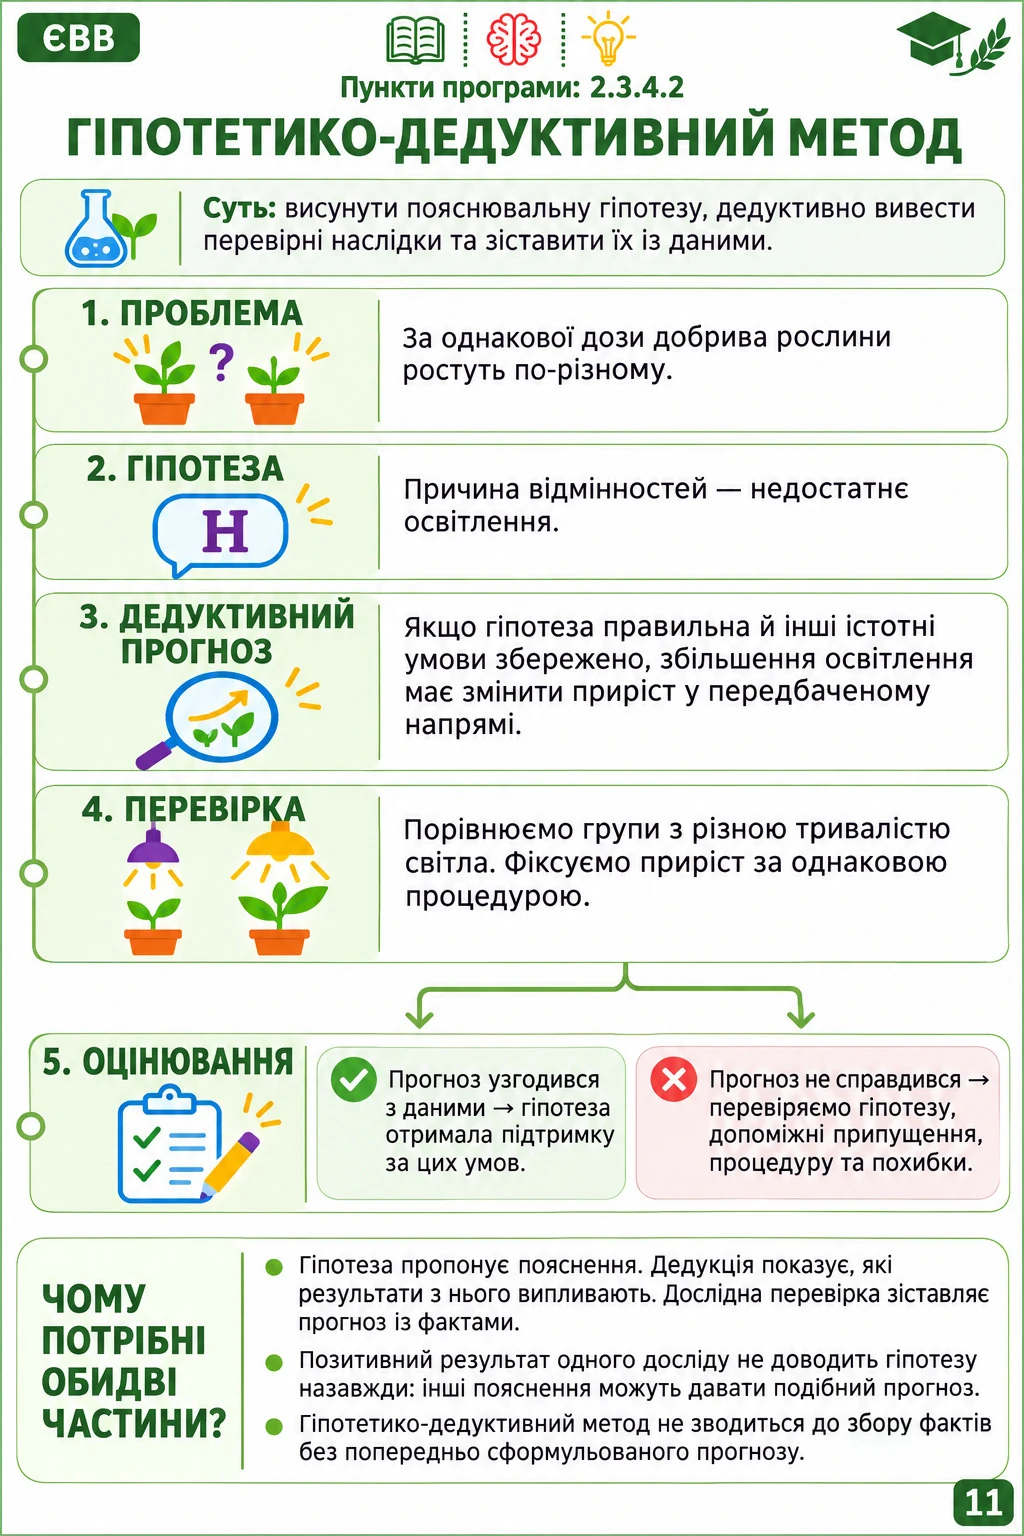 ЄВВ
Пункти програми: 2.3.4.2
ГІПОТЕТИКО-ДЕДУКТИВНИЙ МЕТОД
Суть: висунути пояснювальну гіпотезу, дедуктивно вивести
перевірні наслідки та зіставити їх із даними.
1. ПРОБЛЕМА
?
За однакової дози добрива рослини
ростуть по-різному.
2. ГІПОТЕЗА
H
Причина відмінностей — недостатнє
освітлення.
3. ДЕДУКТИВНИЙ
ПРОГНОЗ
Якщо гіпотеза правильна й інші істотні
умови збережено, збільшення освітлення
має змінити приріст у передбаченому
напрямі.
4. ПЕРЕВІРКА
Порівнюємо групи з різною тривалістю
світла. Фіксуємо приріст за однаковою
процедурою.
5. ОЦІНЮВАННЯ
Прогноз узгодився
з даними → гіпотеза
отримала підтримку
за цих умов.
Прогноз не справдився →
перевіряємо гіпотезу,
допоміжні припущення,
процедуру та похибки.
ЧОМУ
ПОТРІБНІ
ОБИДВІ
ЧАСТИНИ?
Гіпотеза пропонує пояснення. Дедукція показує, які
результати з нього випливають. Дослідна перевірка зіставляє
прогноз із фактами.
Позитивний результат одного досліду не доводить гіпотезу
назавжди: інші пояснення можуть давати подібний прогноз.
Гіпотетико-дедуктивний метод не зводиться до збору фактів
без попередньо сформульованого прогнозу.
11